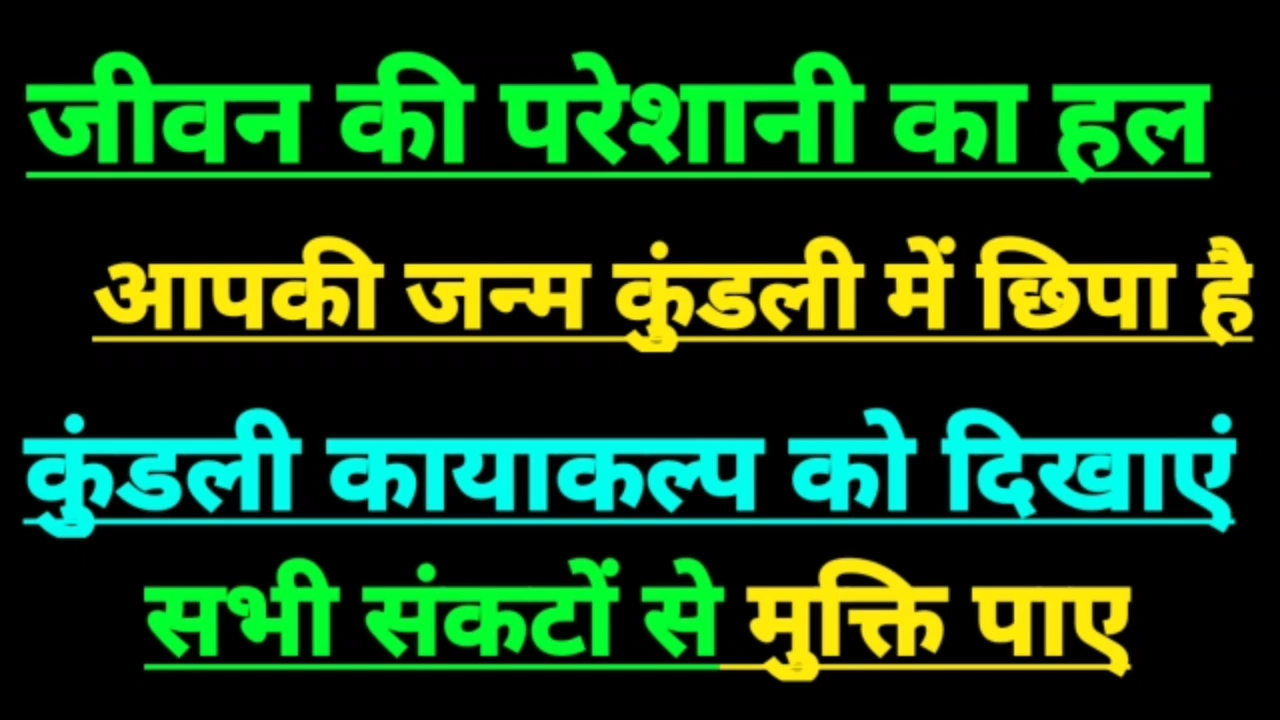 जीवन की परेशानी का हल
आपकी जन्म कुंडली में छिपा है
कुंडली कायाकल्प को दिखाएं
सभी संकटों से मुक्ति पाए